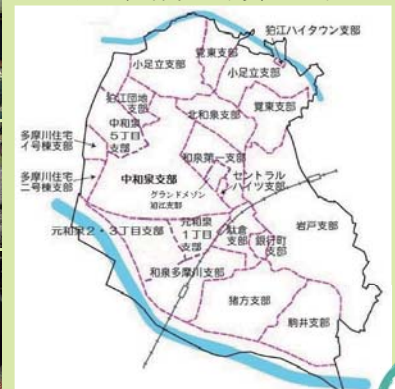 狛江ハイタウン支部
覚東支部
小足立支部
小足立支部
狛江団地
支部
覚東支部
中和泉
5丁目
支部
北和泉支部
多摩川住宅
イ号棟支部
和泉第一支部
多摩川住宅
ニ号棟支部
中和泉支部
セントラル
ハイツ支部
グランドメゾン
狛江支部
岩戸支部
元和泉2・3丁目支部
元和泉
1丁目
支部
駄倉
支部
銀行町
支部
和泉多摩川支部
猪方支部
駒井支部